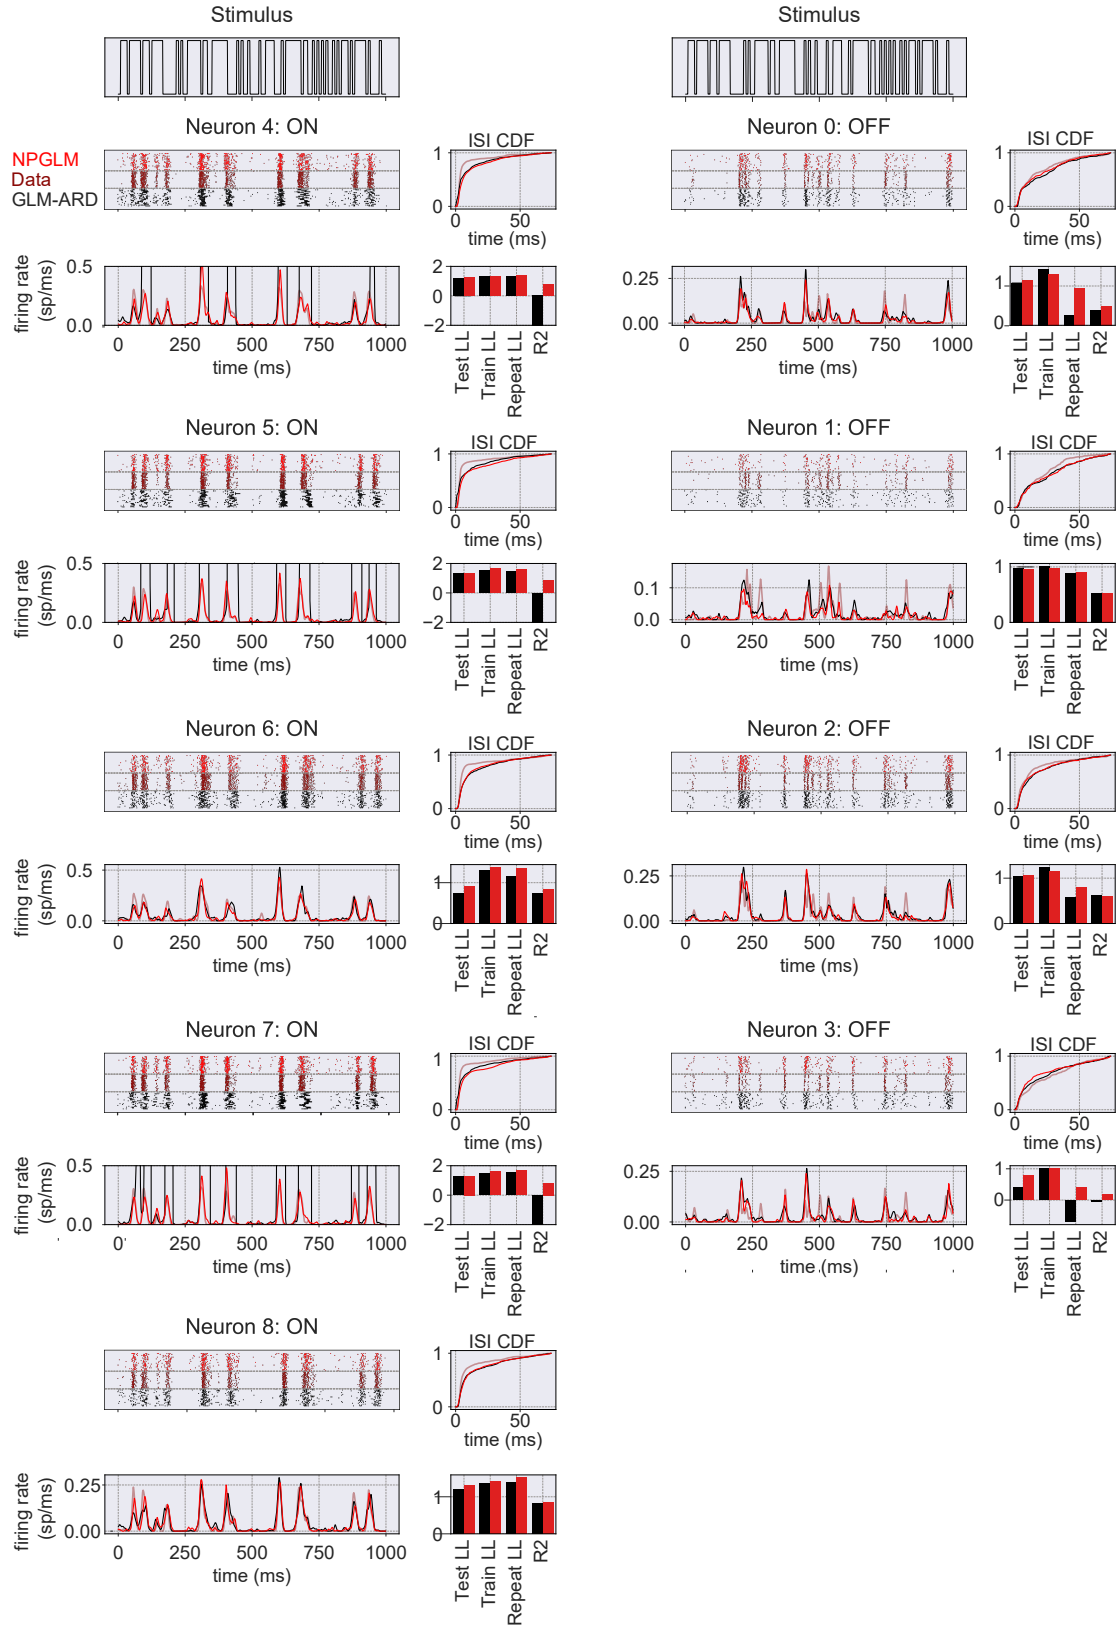 Stimulus
Neuron 4: ON
NPGLM
Data
GLM-ARD
ISI CDF
1
0
0
50
time (ms)
firing rate
(sp/ms)
0.5
0.0
0
250
500
750
1000
time (ms)
2
0
−2
Test LL
Train LL
Repeat LL
R2
Neuron 5: ON
ISI CDF
1
0
0
50
time (ms)
firing rate
(sp/ms)
0.5
0.0
0
250
500
750
1000
time (ms)
2
0
−2
Test LL
Train LL
Repeat LL
R2
Neuron 6: ON
ISI CDF
1
0
0
50
time (ms)
firing rate
(sp/ms)
0.5
0.0
0
250
500
750
1000
time (ms)
1
0
Test LL
Train LL
Repeat LL
R2
Neuron 7: ON
ISI CDF
1
0
0
50
time (ms)
firing rate
(sp/ms)
0.5
0.0
0
250
500
750
1000
time (ms)
2
0
−2
Test LL
Train LL
Repeat LL
R2
Neuron 8: ON
ISI CDF
1
0
0
50
time (ms)
firing rate
(sp/ms)
0.25
0.00
0
250
500
750
1000
time (ms)
1
0
Test LL
Train LL
Repeat LL
R2
Stimulus
Neuron 0: OFF
ISI CDF
1
0
0
50
time (ms)
0.25
0.00
0
250
500
750
1000
time (ms)
1
0
Test LL
Train LL
Repeat LL
R2
Neuron 1: OFF
ISI CDF
1
0
0
50
time (ms)
0.1
0.0
0
250
500
750
1000
time (ms)
1
0
Test LL
Train LL
Repeat LL
R2
Neuron 2: OFF
ISI CDF
1
0
0
50
time (ms)
0.25
0.00
0
250
500
750
1000
time (ms)
1
0
Test LL
Train LL
Repeat LL
R2
Neuron 3: OFF
ISI CDF
1
0
0
50
time (ms)
0.25
0.00
0
250
500
750
1000
time (ms)
1
0
Test LL
Train LL
Repeat LL
R2